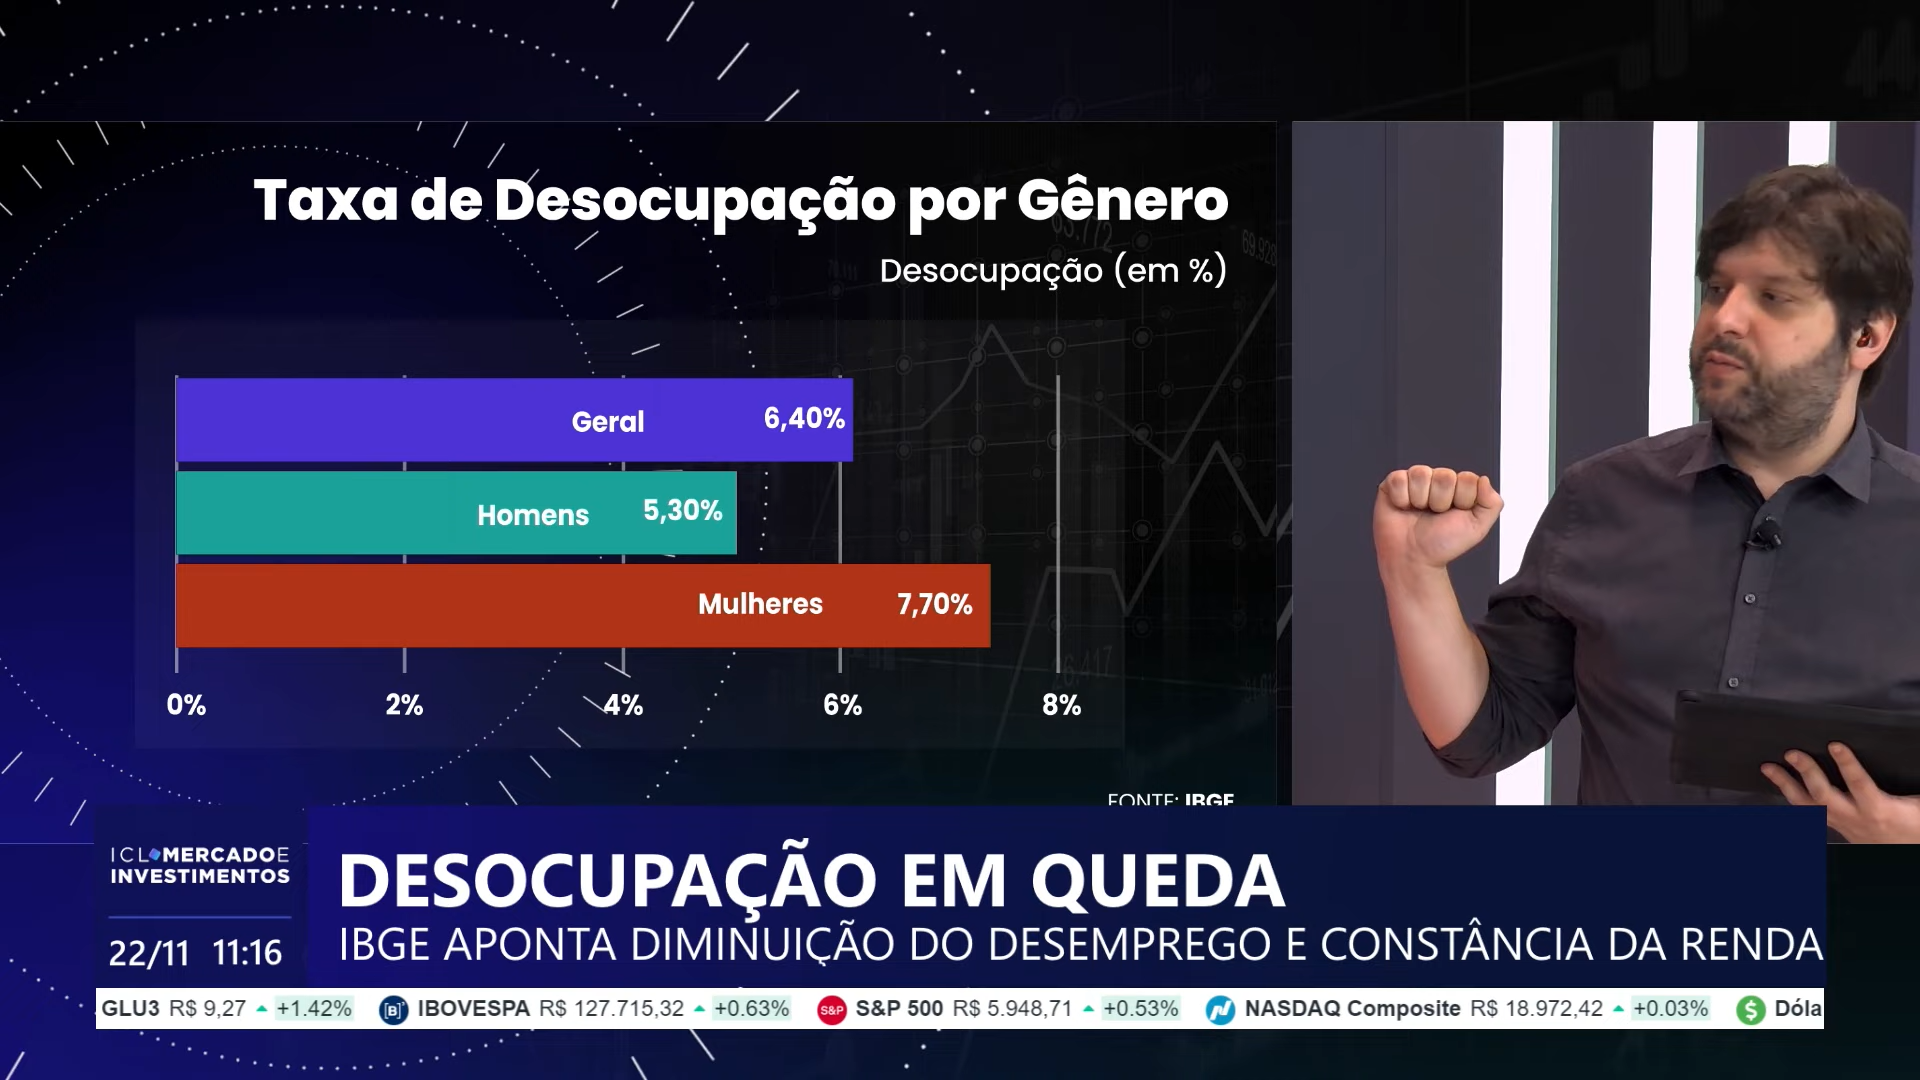 Taxa de Desocupação por Gênero
Desocupação (em %)
Geral 6,40%
Homens 5,30%
Mulheres 7,70%
0% 2% 4% 6% 8%
FONTE: IBGE
ICL MERCADO E
INVESTIMENTOS
22/11 11:16
DESOCUPAÇÃO EM QUEDA
IBGE APONTA DIMINUIÇÃO DO DESEMPREGO E CONSTÂNCIA DA RENDA
GLU3 R$ 9,27 +1.42% [B]³ IBOVESPA R$ 127.715,32 +0.63% S&P S&P 500 R$ 5.948,71 +0.53% NASDAQ Composite R$ 18.972,42 +0.03% $ Dóla